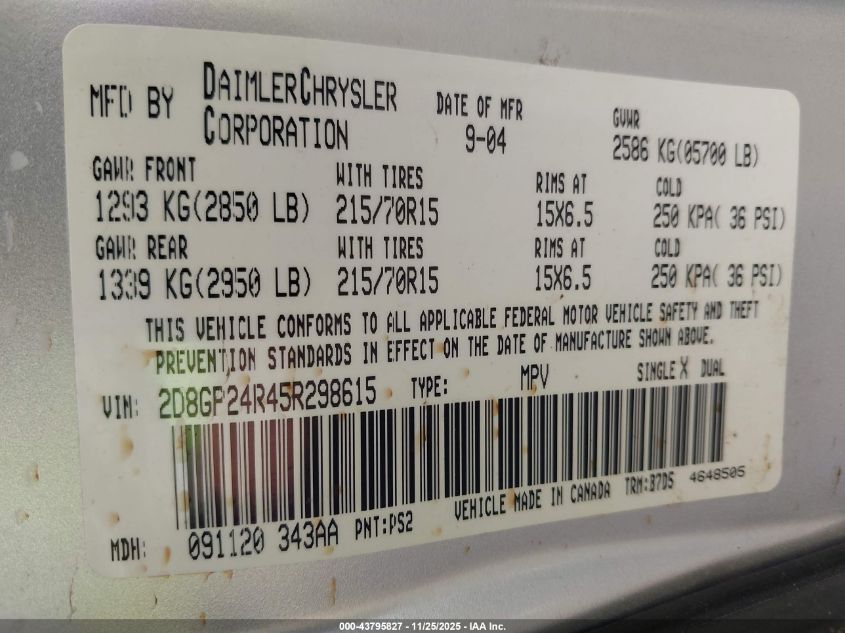 MFD BY DAIMLERCHRYSLER CORPORATION DATE OF MFR 9-04 GVWR 2586 KG(05700 LB)
GAWR FRONT WITH TIRES RIMS AT COLD
1293 KG(2850 LB) 215/70R15 15X6.5 250 KPA( 36 PSI)
GAWR REAR WITH TIRES RIMS AT COLD
1339 KG(2950 LB) 215/70R15 15X6.5 250 KPA( 36 PSI)
THIS VEHICLE CONFORMS TO ALL APPLICABLE FEDERAL MOTOR VEHICLE SAFETY AND THEFT
PREVENTION STANDARDS IN EFFECT ON THE DATE OF MANUFACTURE SHOWN ABOVE.
VIN: 2D8GP24R45R298615 TYPE: MPV SINGLE X DUAL
MDH: 091120 343AA PNT:PS2 VEHICLE MADE IN CANADA TRM:B7D5 4648505
000-43795827 - 11/25/2025 - IAA Inc.